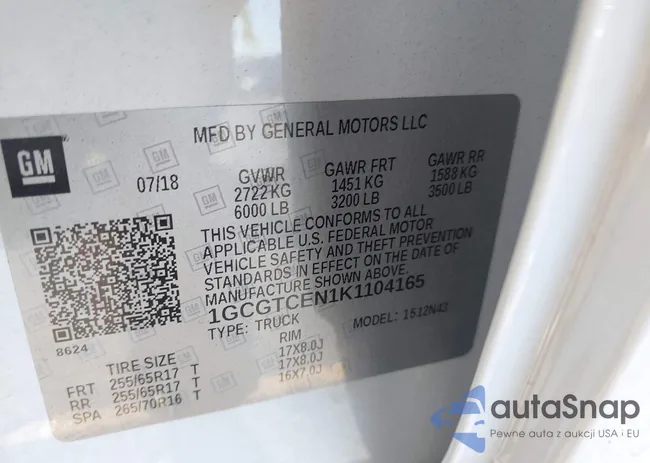 MFD BY GENERAL MOTORS LLC
GM
07/18
GVWR
GAWR FRT
GAWR RR
2722 KG
1451 KG
1588 KG
6000 LB
3200 LB
3500 LB
THIS VEHICLE CONFORMS TO ALL
APPLICABLE U.S. FEDERAL MOTOR
VEHICLE SAFETY AND THEFT PREVENTION
STANDARDS IN EFFECT ON THE DATE OF
MANUFACTURE SHOWN ABOVE.
1GCGTCEN1K1104165
TYPE: TRUCK
MODEL: 1512N43
8624
TIRE SIZE
RIM
FRT 255/65R17 T 17X8.0J
RR 255/65R17 T 17X8.0J
SPA 265/70R16 T 16X7.0J
autaSnap
Pewne auta z aukcji USA i EU